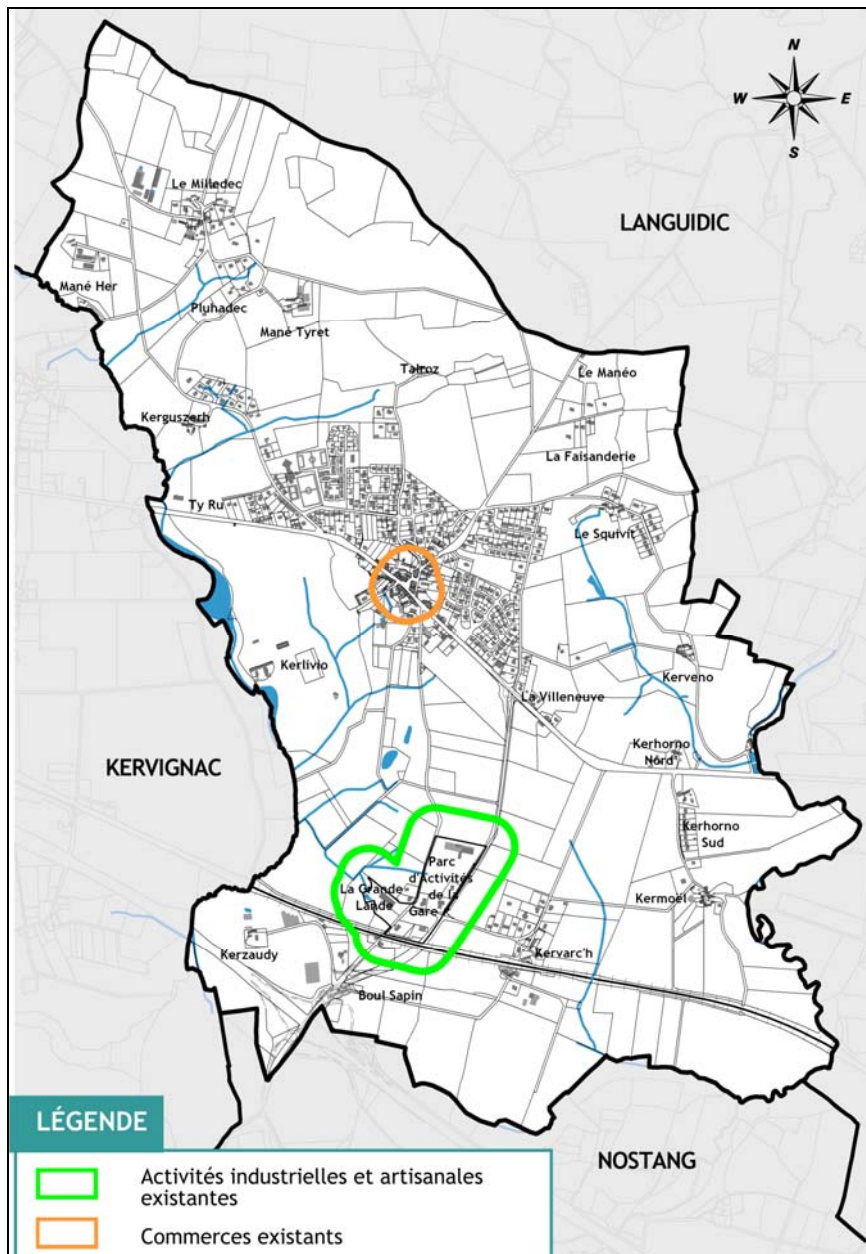 N
W
E
S
LANGUIDIC
Le Milledec
Mané Her
Pluhadec
Mané Tyret
Talroz
Le Manéo
Kerguszerh
La Faisanderie
Ty Ru
Le Squivit
Kerlivio
La Villeneuve
Kerveno
KERVIGNAC
Kerhorno
Nord
Kerhorno
Sud
Parc
d'Activités
de la
Gare
La Grande
Lande
Kermoël
Kerzaudy
Kervarc'h
Boul Sapin
NOSTANG
LÉGENDE
Activités industrielles et artisanales
existantes
Commerces existants